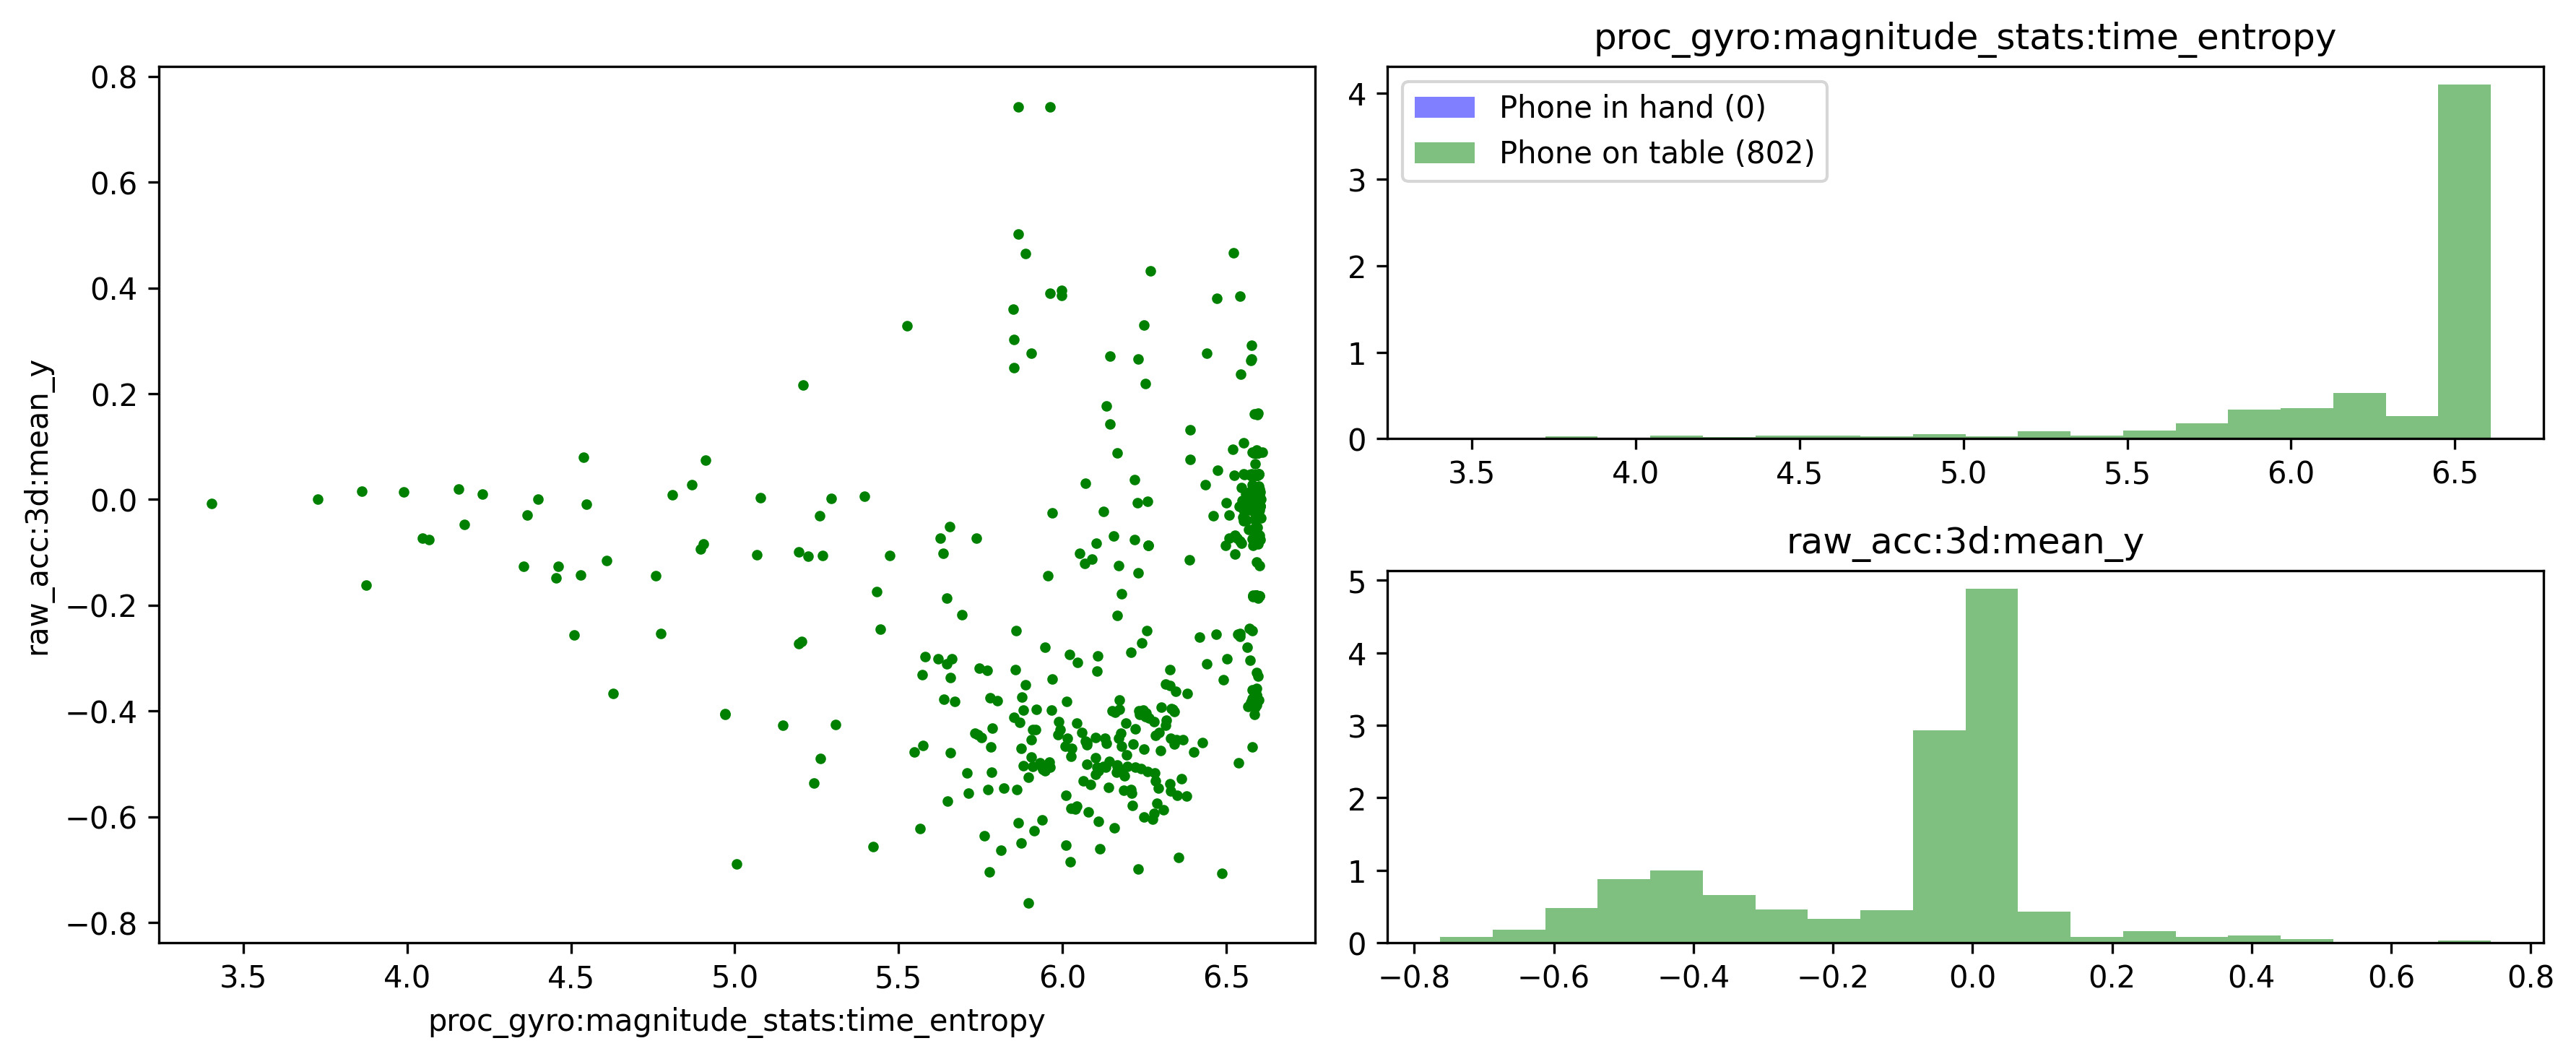 0.8
0.6
0.4
0.2
0.0
−0.2
−0.4
−0.6
−0.8
raw_acc:3d:mean_y
3.5 4.0 4.5 5.0 5.5 6.0 6.5
proc_gyro:magnitude_stats:time_entropy
proc_gyro:magnitude_stats:time_entropy
Phone in hand (0)
Phone on table (802)
4
3
2
1
0
3.5 4.0 4.5 5.0 5.5 6.0 6.5
raw_acc:3d:mean_y
5
4
3
2
1
0
−0.8 −0.6 −0.4 −0.2 0.0 0.2 0.4 0.6 0.8